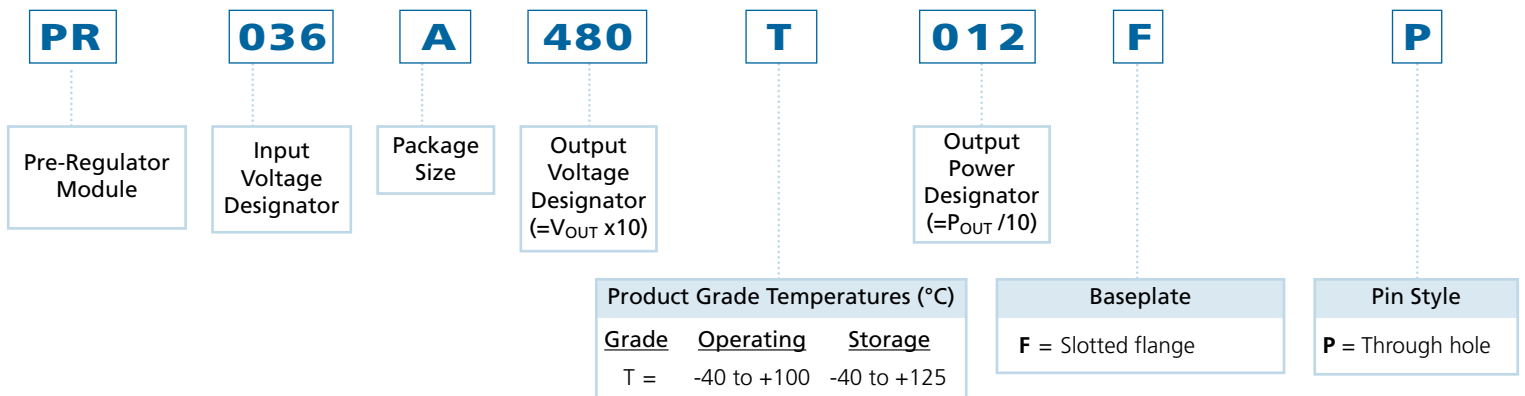 PR 036 A 480 T 012 F P
Pre-Regulator
Module
Input
Voltage
Designator
Package
Size
Output
Voltage
Designator
(=VOUT x10)
Output
Power
Designator
(=POUT /10)
Product Grade Temperatures (°C)
Grade Operating Storage
T = -40 to +100 -40 to +125
Baseplate
F = Slotted flange
Pin Style
P = Through hole